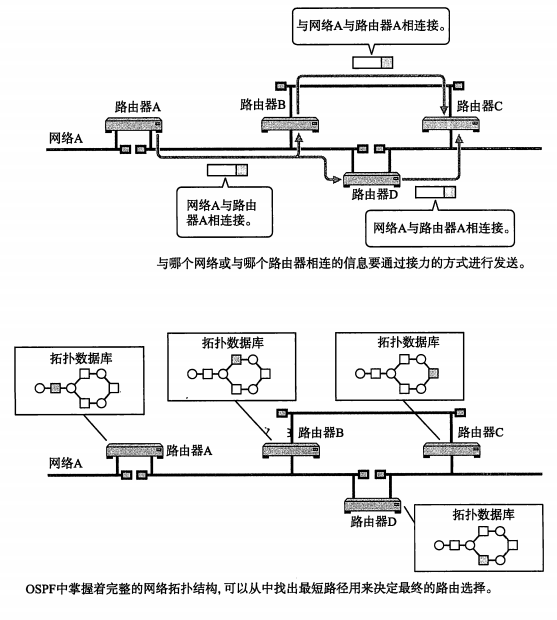 与网络A与路由器A相连接。
路由器A
路由器B
路由器C
网络A
网络A与路由
器A相连接。
路由器D
网络A与路由器A相连接。
与哪个网络或与哪个路由器相连的信息要通过接力的方式进行发送。
拓扑数据库
拓扑数据库
拓扑数据库
网络A
路由器A
路由器B
路由器C
路由器D
拓扑数据库
OSPF中掌握着完整的网络拓扑结构,可以从中找出最短路径用来决定最终的路由选择。